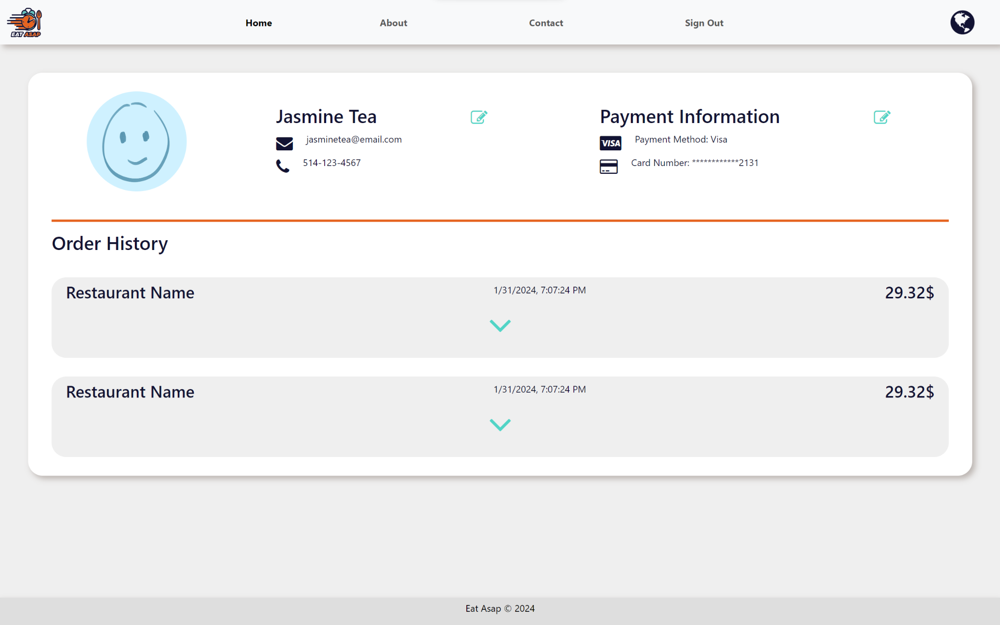 EAT ASAP
Home
About
Contact
Sign Out
Jasmine Tea
jasminetea@email.com
514-123-4567
Payment Information
VISA
Payment Method: Visa
Card Number: ************2131
Order History
Restaurant Name
1/31/2024, 7:07:24 PM
29.32$
Restaurant Name
1/31/2024, 7:07:24 PM
29.32$
Eat Asap © 2024